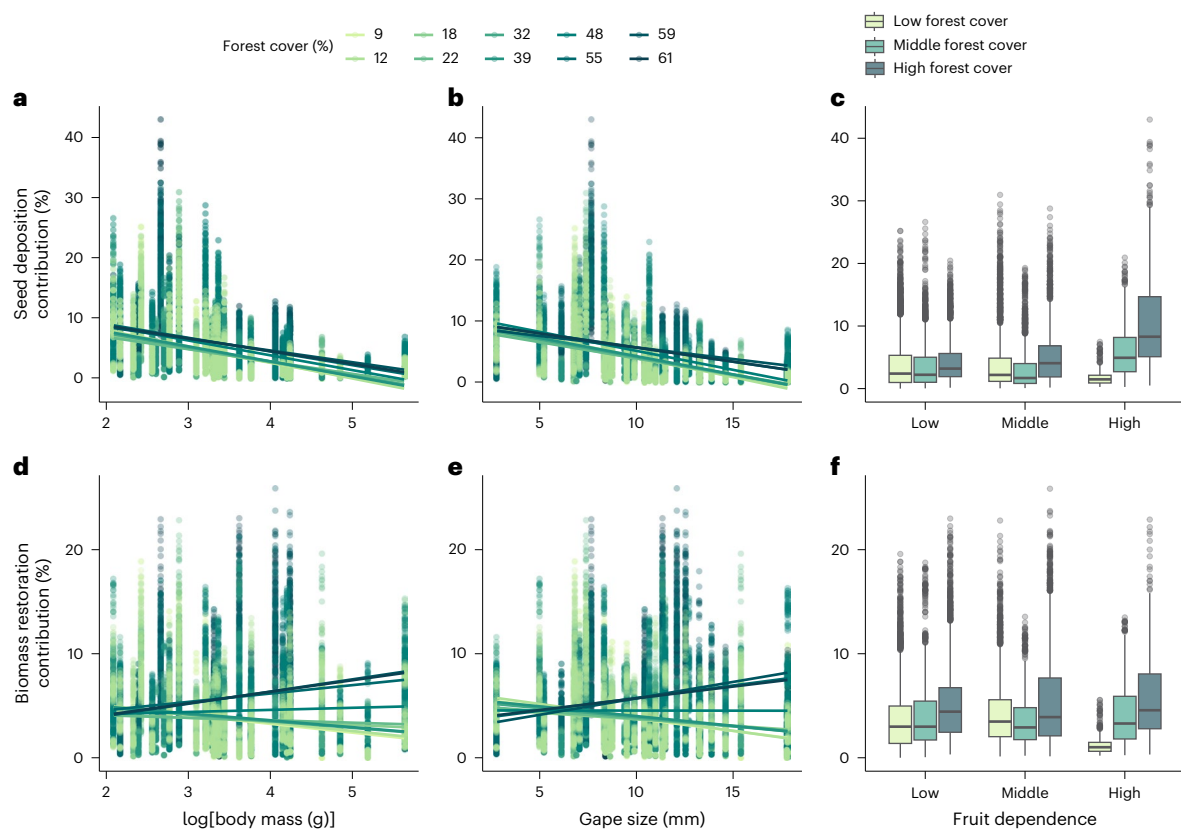 Forest cover (%)
9 18 32 48 59
12 22 39 55 61
Low forest cover
Middle forest cover
High forest cover
a
Seed deposition
contribution (%)
40
30
20
10
0
2 3 4 5
b
40
30
20
10
0
5 10 15
c
40
30
20
10
0
Low Middle High
d
Biomass restoration
contribution (%)
20
10
0
2 3 4 5
log[body mass (g)]
e
20
10
0
5 10 15
Gape size (mm)
f
20
10
0
Low Middle High
Fruit dependence